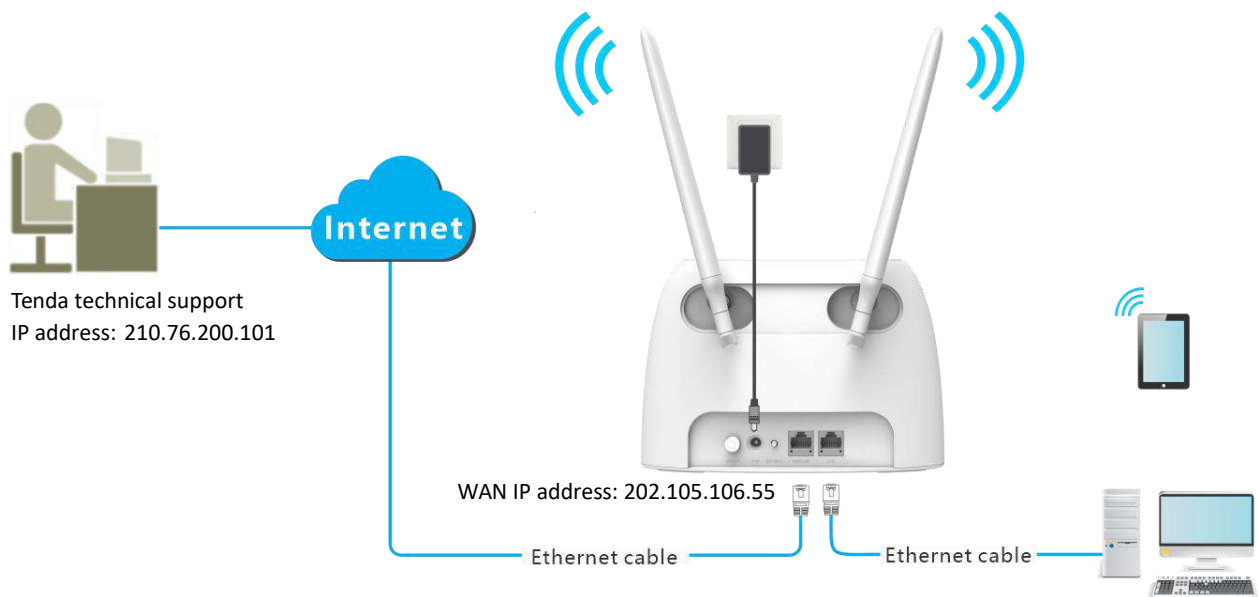 Internet
Tenda technical support
IP address: 210.76.200.101
WAN IP address: 202.105.106.55
Ethernet cable
Ethernet cable